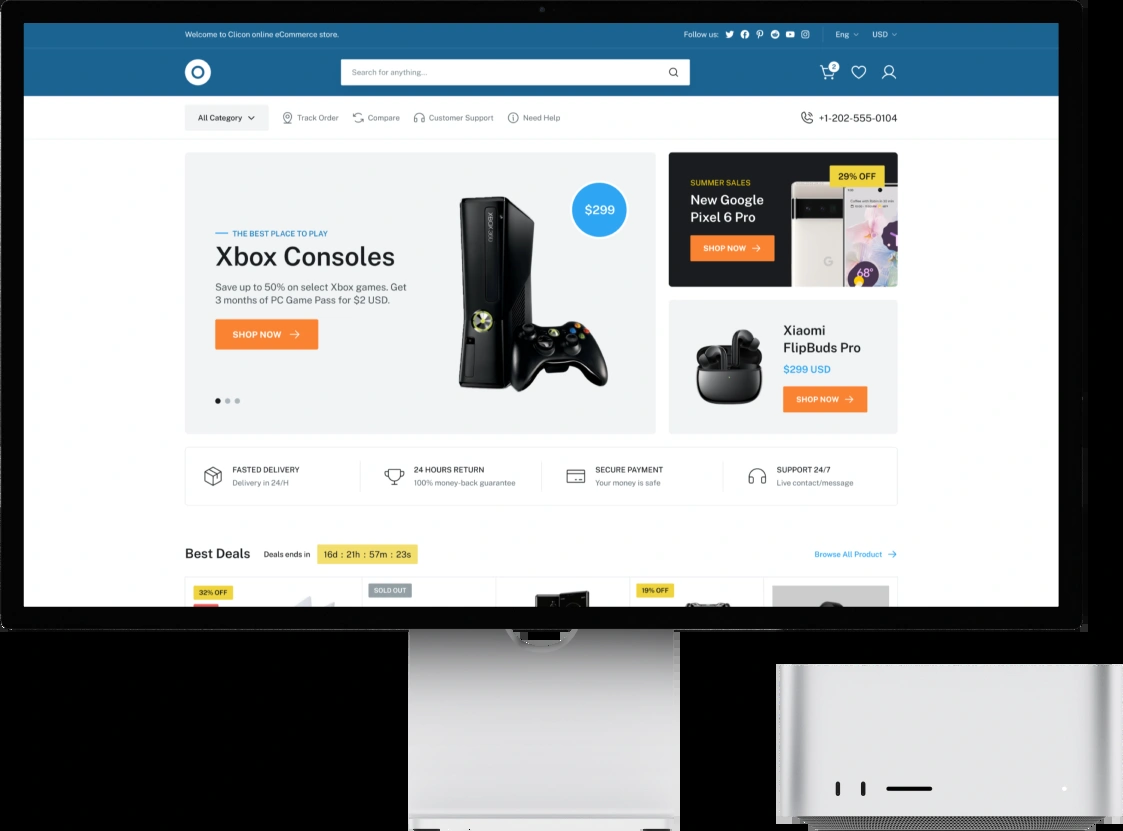 Welcome to Clicon online eCommerce store.
Follow us:
Eng
USD
Search for anything...
2
All Category
Track Order
Compare
Customer Support
Need Help
+1-202-555-0104
THE BEST PLACE TO PLAY
Xbox Consoles
Save up to 50% on select Xbox games. Get
3 months of PC Game Pass for $2 USD.
SHOP NOW
$299
XBOX360
SUMMER SALES
New Google
Pixel 6 Pro
SHOP NOW
29% OFF
68°
G
Xiaomi
FlipBuds Pro
$299 USD
SHOP NOW
FASTED DELIVERY
Delivery in 24/H
24 HOURS RETURN
100% money-back guarantee
SECURE PAYMENT
Your money is safe
SUPPORT 24/7
Live contact/message
Best Deals
Deals ends in
16d : 21h : 57m : 23s
Browse All Product
32% OFF
SOLD OUT
19% OFF